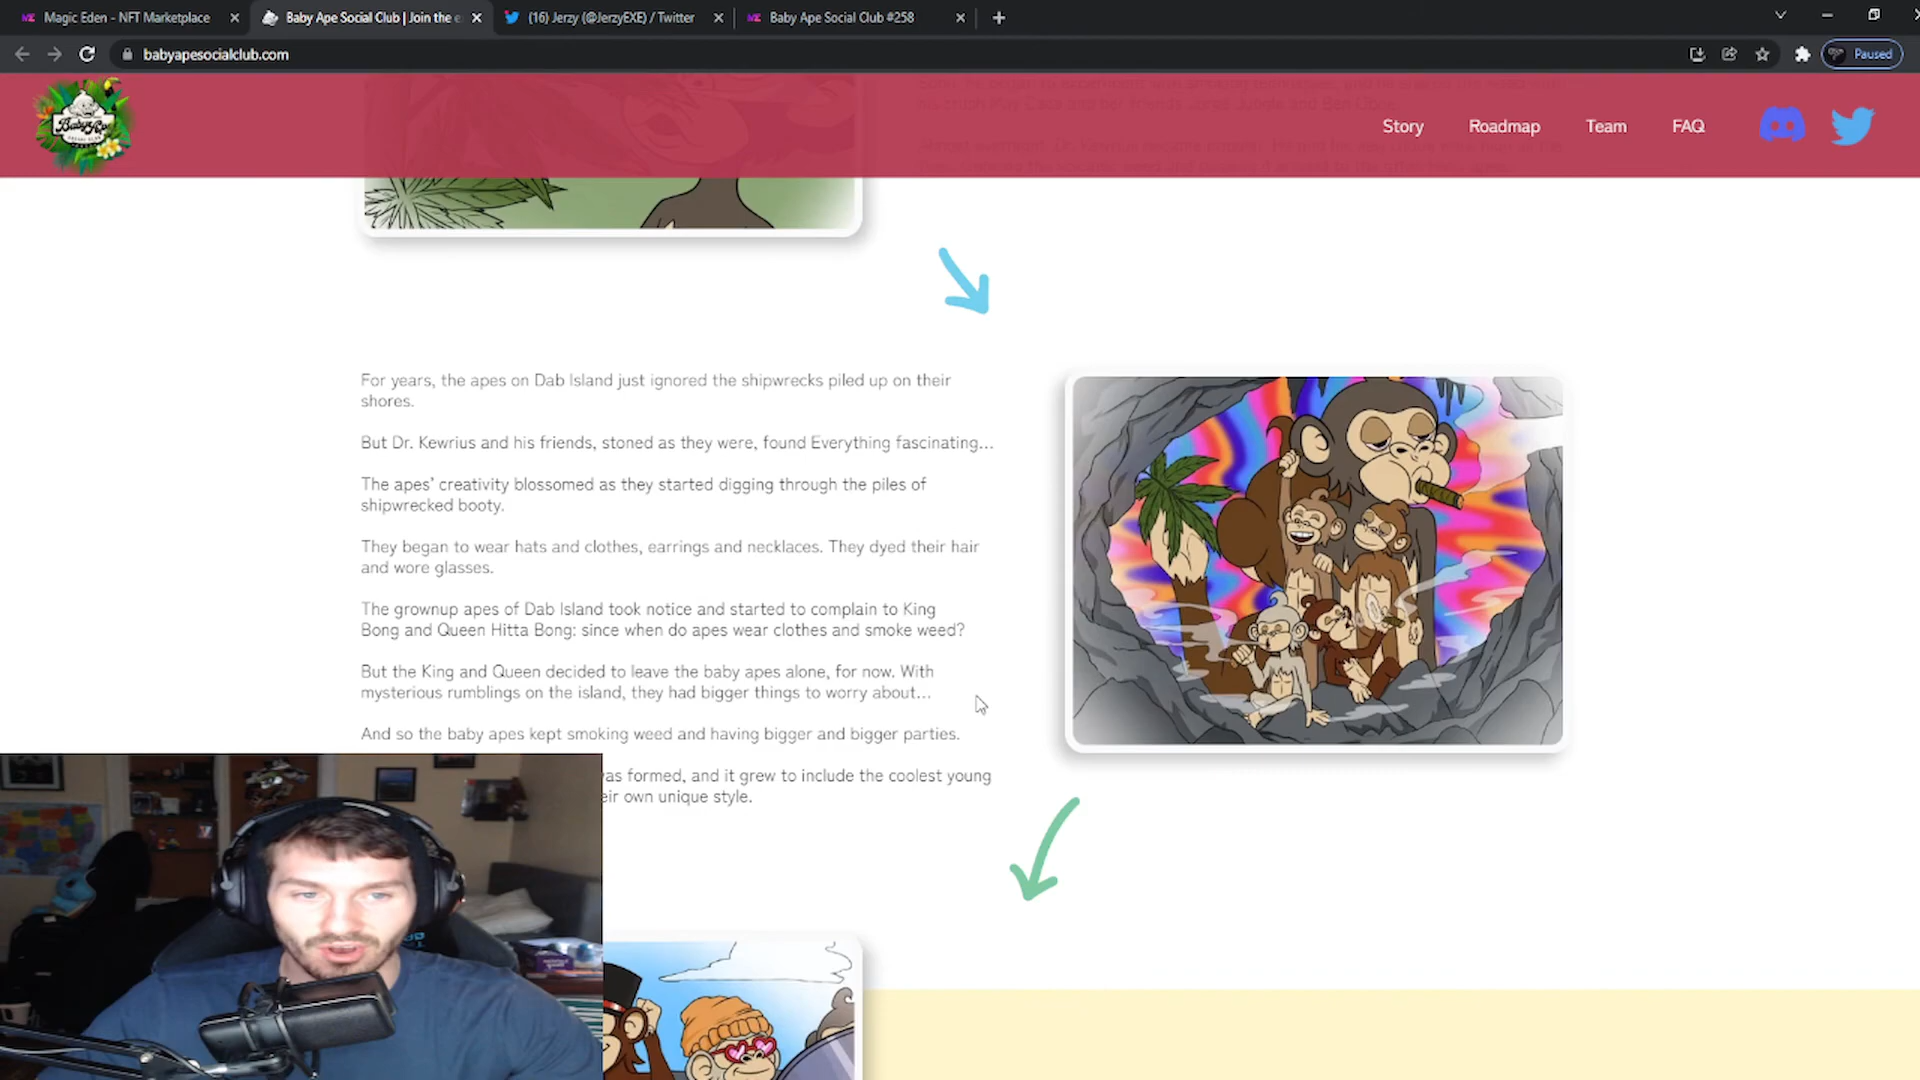 Magic Eden - NFT Marketplace
Baby Ape Social Club | Join the e
(16) Jerzy (@JerzyEXE) / Twitter
Baby Ape Social Club #258
babyapesocialclub.com
Paused
Baby Ape
Story
Roadmap
Team
FAQ
For years, the apes on Dab Island just ignored the shipwrecks piled up on their
shores.
But Dr. Kewrius and his friends, stoned as they were, found Everything fascinating...
The apes' creativity blossomed as they started digging through the piles of
shipwrecked booty.
They began to wear hats and clothes, earrings and necklaces. They dyed their hair
and wore glasses.
The grownup apes of Dab Island took notice and started to complain to King
Bong and Queen Hitta Bong: since when do apes wear clothes and smoke weed?
But the King and Queen decided to leave the baby apes alone, for now. With
mysterious rumblings on the island, they had bigger things to worry about...
And so the baby apes kept smoking weed and having bigger and bigger parties.
was formed, and it grew to include the coolest young
eir own unique style.